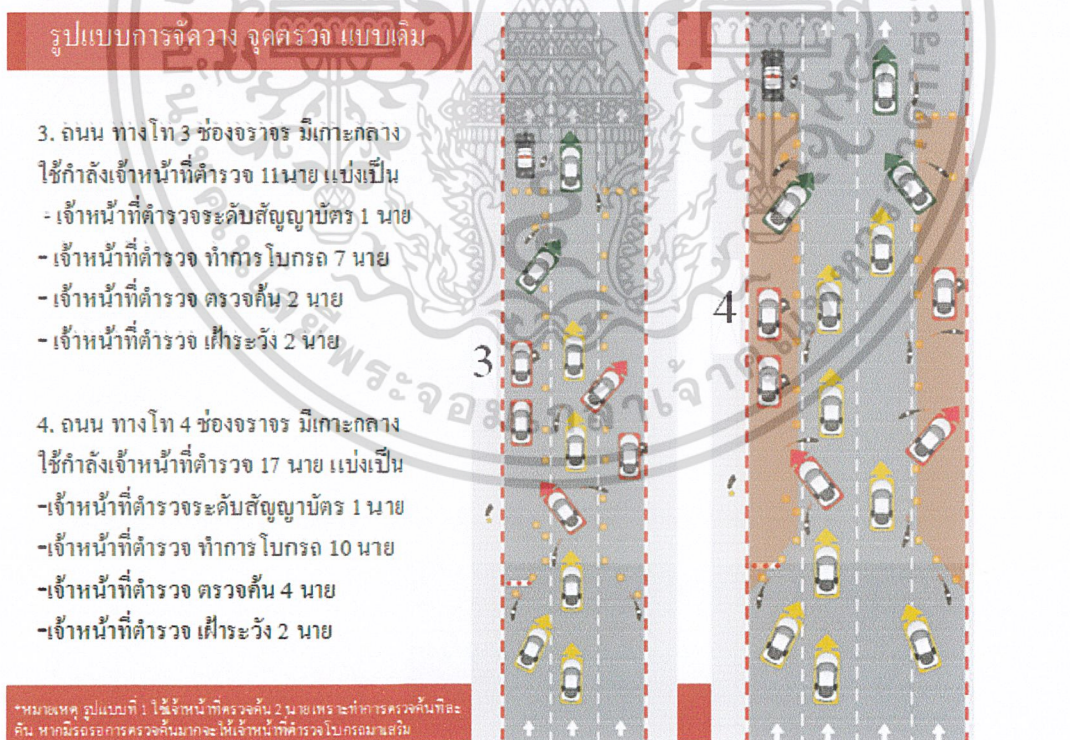 รูปแบบการจัดวาง จุดตรวจ แบบเดิม
3. ถนน ทางโท 3 ช่องจราจร มีเกาะกลาง
ใช้กำลังเจ้าหน้าที่ตำรวจ 11นาย แบ่งเป็น
- เจ้าหน้าที่ตำรวจระดับสัญญาบัตร 1 นาย
- เจ้าหน้าที่ตำรวจ ทำการโบกรถ 7 นาย
- เจ้าหน้าที่ตำรวจ ตรวจค้น 2 นาย
- เจ้าหน้าที่ตำรวจ เฝ้าระวัง 2 นาย
3
4. ถนน ทางโท 4 ช่องจราจร มีเกาะกลาง
ใช้กำลังเจ้าหน้าที่ตำรวจ 17 นาย แบ่งเป็น
-เจ้าหน้าที่ตำรวจระดับสัญญาบัตร 1 นาย
-เจ้าหน้าที่ตำรวจ ทำการโบกรถ 10 นาย
-เจ้าหน้าที่ตำรวจ ตรวจค้น 4 นาย
-เจ้าหน้าที่ตำรวจ เฝ้าระวัง 2 นาย
4
*หมายเหตุ รูปแบบที่ 1 ใช้เจ้าหน้าที่ตรวจค้น 2 นายเพราะทำการตรวจค้นทีละ
คัน หากมีรถรอการตรวจค้นมากจะให้เจ้าหน้าที่ตำรวจโบกรถมาเสริม